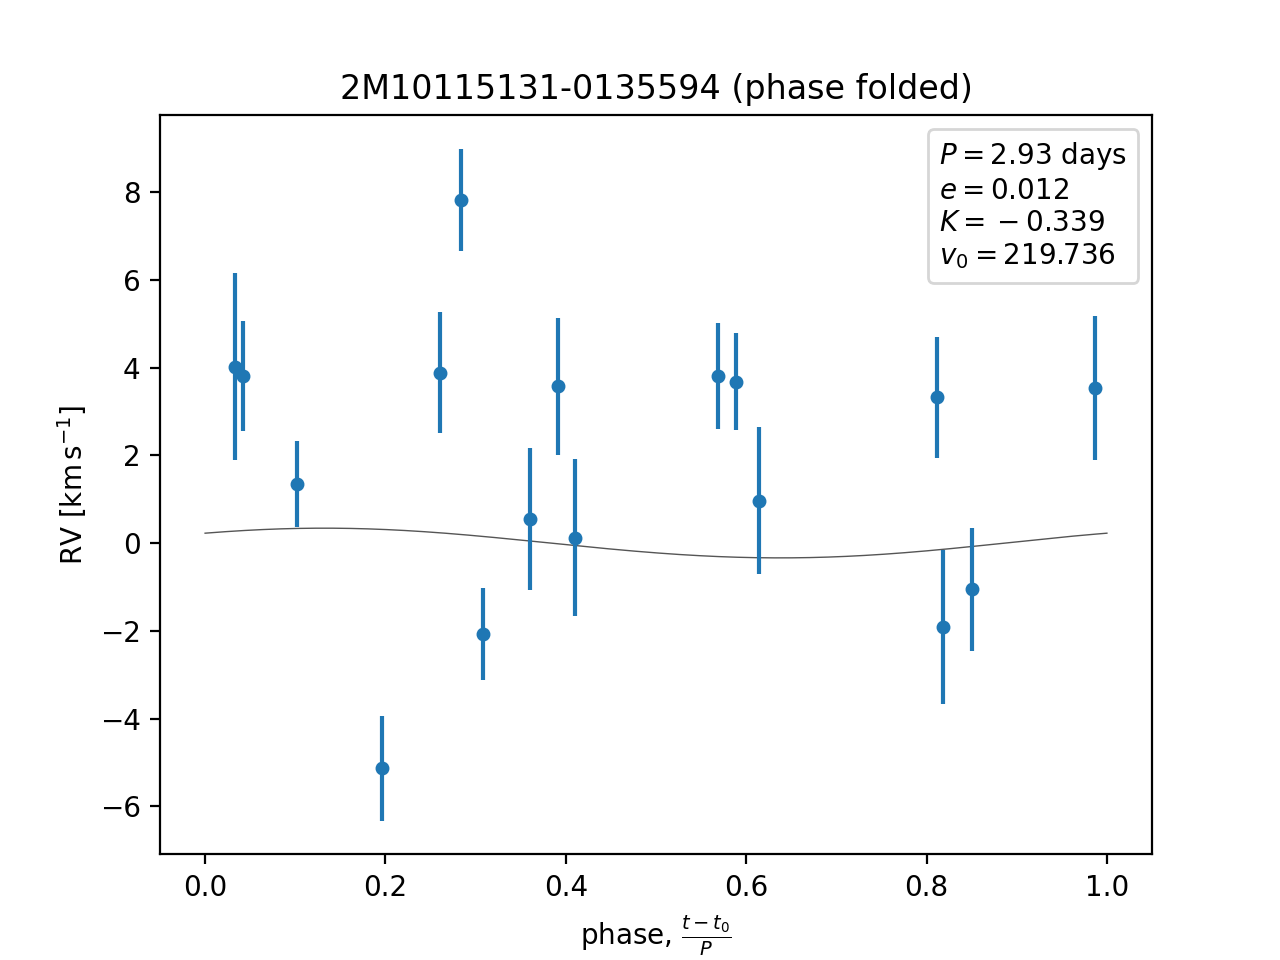 2M10115131-0135594 (phase folded)
P = 2.93 days
e = 0.012
K = −0.339
v₀ = 219.736
RV [km s⁻¹]
8
6
4
2
0
−2
−4
−6
0.0 0.2 0.4 0.6 0.8 1.0
phase, (t − t₀)/P